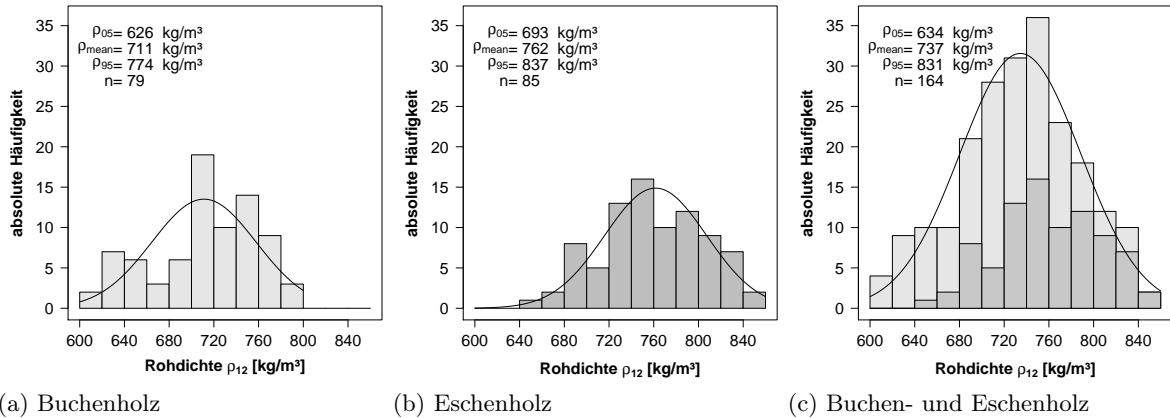 ρ05= 626 kg/m³
ρmean= 711 kg/m³
ρ95= 774 kg/m³
n= 79
absolute Häufigkeit
35
30
25
20
15
10
5
0
600 640 680 720 760 800 840
Rohdichte ρ12 [kg/m³]
(a) Buchenholz
ρ05= 693 kg/m³
ρmean= 762 kg/m³
ρ95= 837 kg/m³
n= 85
absolute Häufigkeit
35
30
25
20
15
10
5
0
600 640 680 720 760 800 840
Rohdichte ρ12 [kg/m³]
(b) Eschenholz
ρ05= 634 kg/m³
ρmean= 737 kg/m³
ρ95= 831 kg/m³
n= 164
absolute Häufigkeit
35
30
25
20
15
10
5
0
600 640 680 720 760 800 840
Rohdichte ρ12 [kg/m³]
(c) Buchen- und Eschenholz